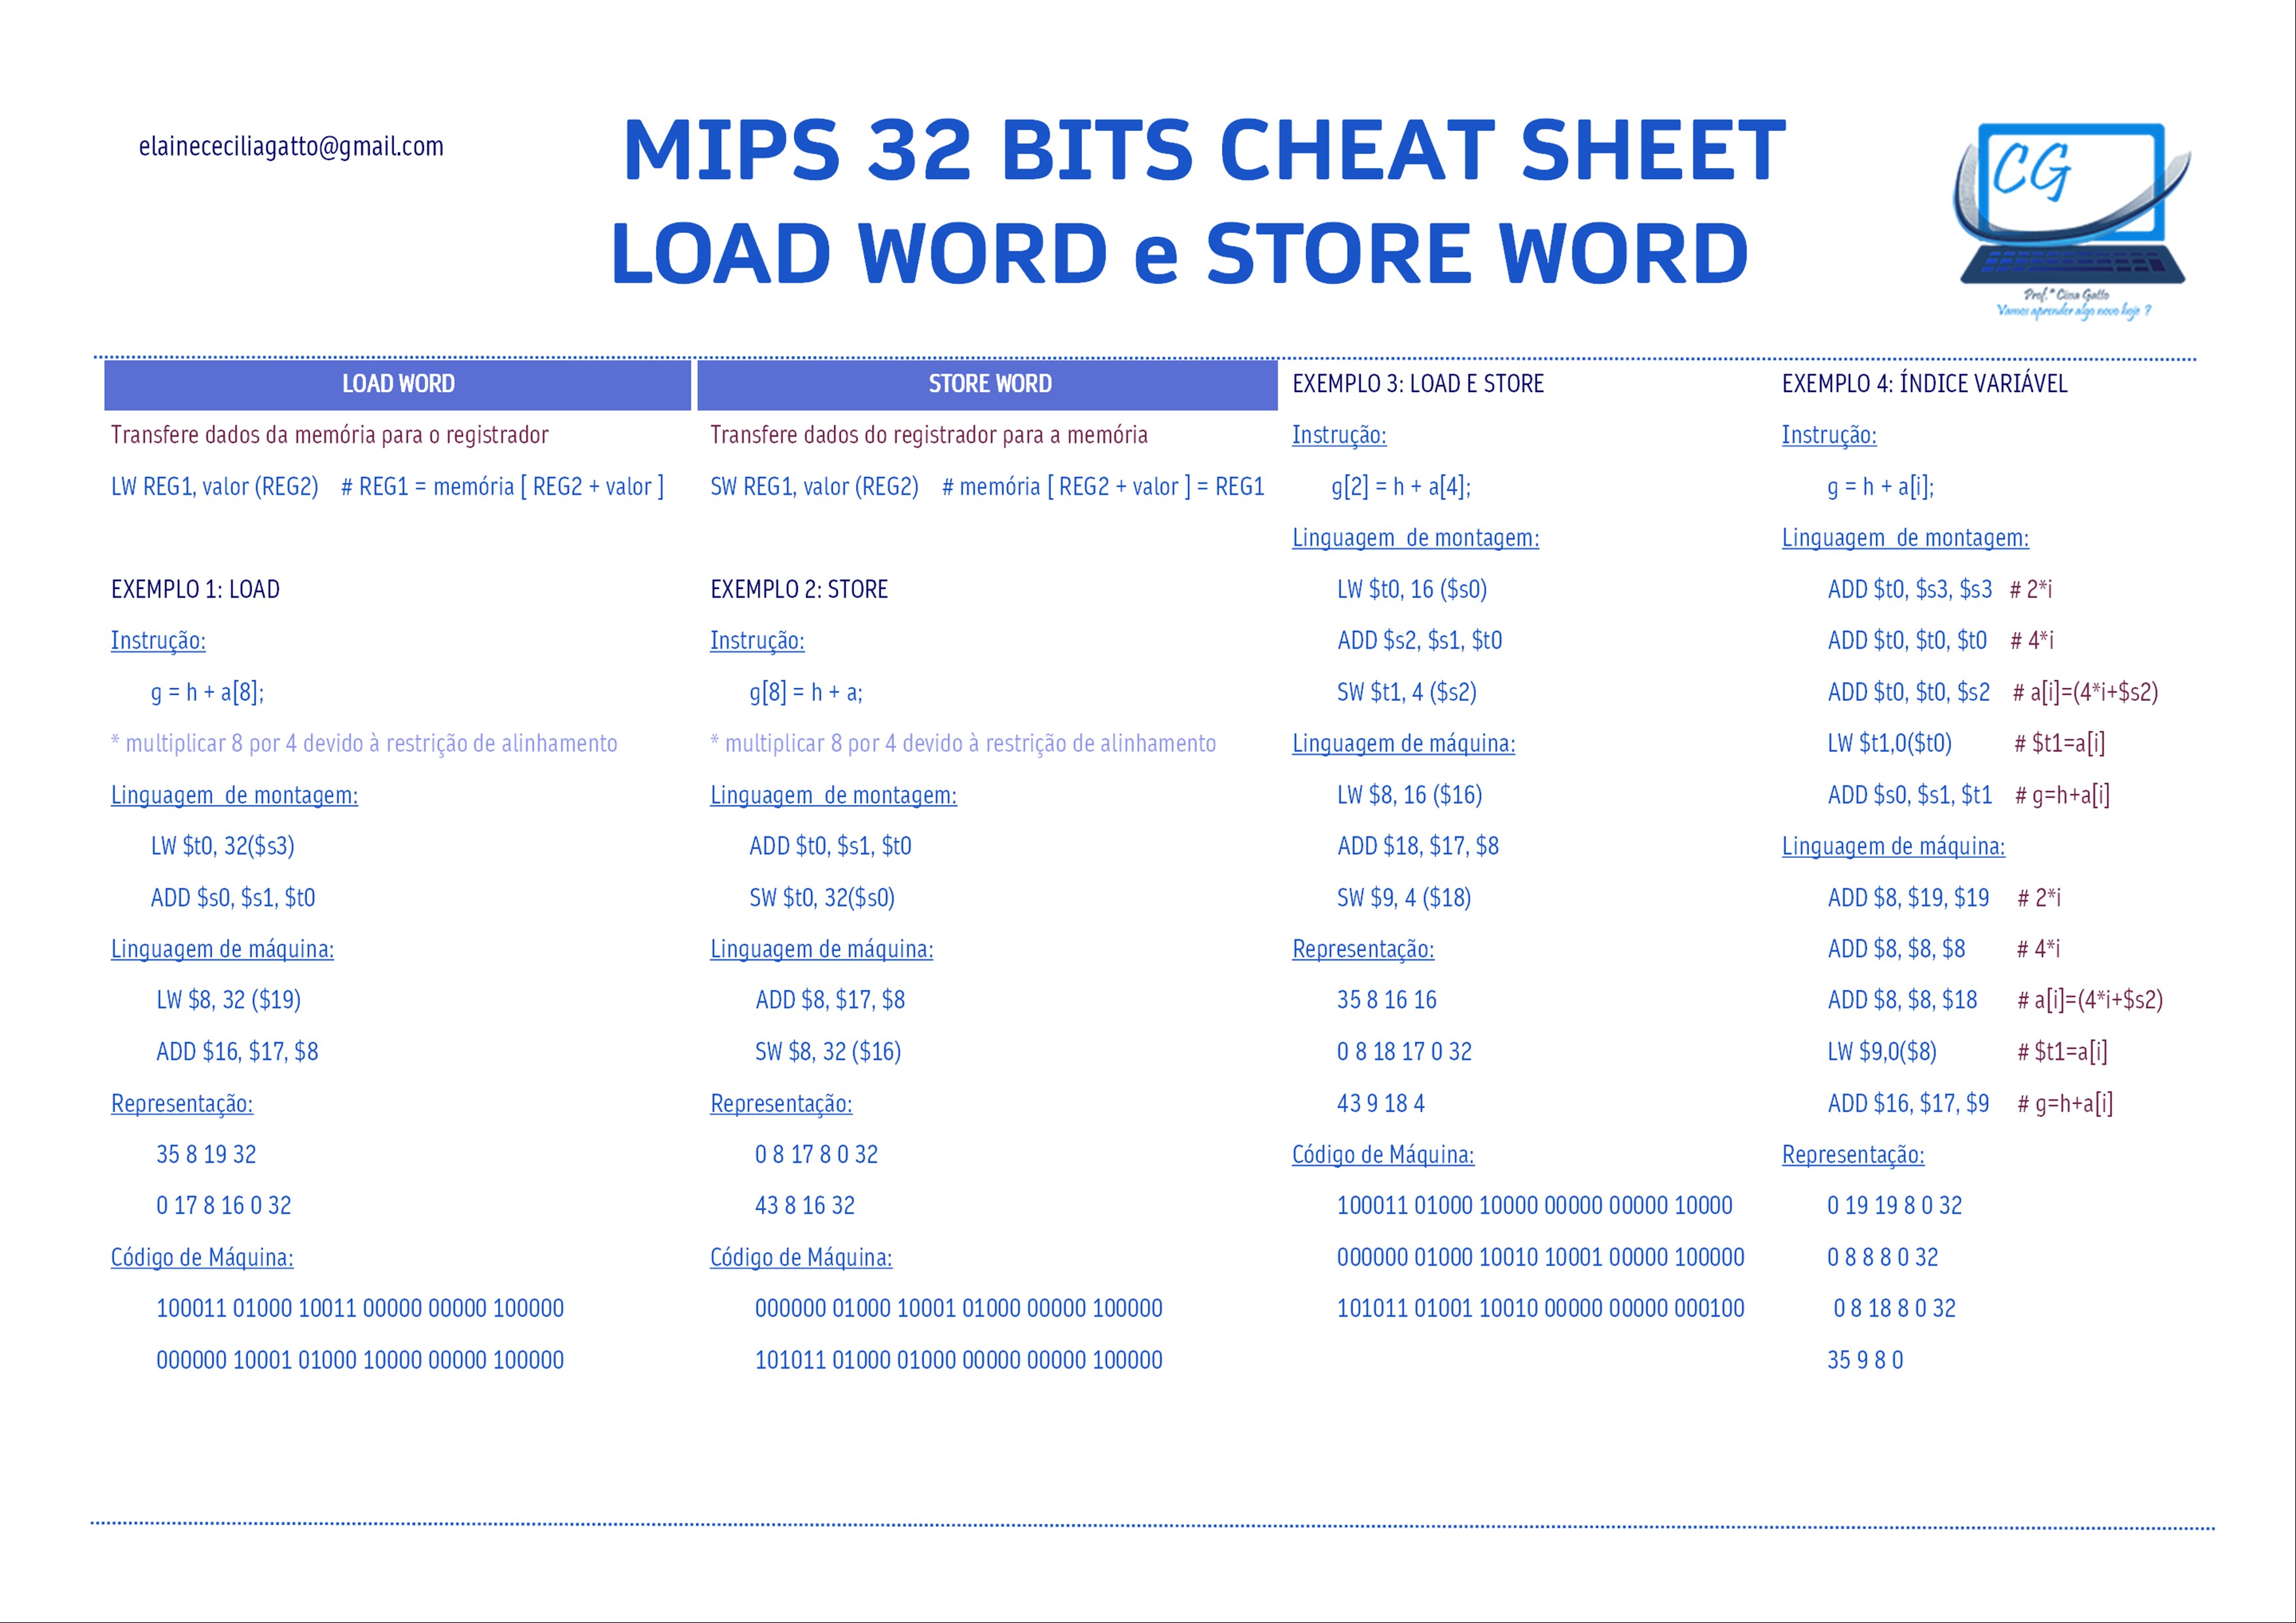 elainececiliagatto@gmail.com
MIPS 32 BITS CHEAT SHEET
LOAD WORD e STORE WORD
CG
Prof.ª Cissa Gatto
Vamos aprender algo novo hoje ?
LOAD WORD
Transfere dados da memória para o registrador
LW REG1, valor (REG2) # REG1 = memória [ REG2 + valor ]
EXEMPLO 1: LOAD
Instrução:
g = h + a[8];
* multiplicar 8 por 4 devido à restrição de alinhamento
Linguagem de montagem:
LW $t0, 32($s3)
ADD $s0, $s1, $t0
Linguagem de máquina:
LW $8, 32 ($19)
ADD $16, $17, $8
Representação:
35 8 19 32
0 17 8 16 0 32
Código de Máquina:
100011 01000 10011 00000 00000 100000
000000 10001 01000 10000 00000 100000
STORE WORD
Transfere dados do registrador para a memória
SW REG1, valor (REG2) # memória [ REG2 + valor ] = REG1
EXEMPLO 2: STORE
Instrução:
g[8] = h + a;
* multiplicar 8 por 4 devido à restrição de alinhamento
Linguagem de montagem:
ADD $t0, $s1, $t0
SW $t0, 32($s0)
Linguagem de máquina:
ADD $8, $17, $8
SW $8, 32 ($16)
Representação:
0 8 17 8 0 32
43 8 16 32
Código de Máquina:
000000 01000 10001 01000 00000 100000
101011 01000 01000 00000 00000 100000
EXEMPLO 3: LOAD E STORE
Instrução:
g[2] = h + a[4];
Linguagem de montagem:
LW $t0, 16 ($s0)
ADD $s2, $s1, $t0
SW $t1, 4 ($s2)
Linguagem de máquina:
LW $8, 16 ($16)
ADD $18, $17, $8
SW $9, 4 ($18)
Representação:
35 8 16 16
0 8 18 17 0 32
43 9 18 4
Código de Máquina:
100011 01000 10000 00000 00000 10000
000000 01000 10010 10001 00000 100000
101011 01001 10010 00000 00000 000100
EXEMPLO 4: ÍNDICE VARIÁVEL
Instrução:
g = h + a[i];
Linguagem de montagem:
ADD $t0, $s3, $s3 # 2*i
ADD $t0, $t0, $t0 # 4*i
ADD $t0, $t0, $s2 # a[i]=(4*i+$s2)
LW $t1,0($t0) # $t1=a[i]
ADD $s0, $s1, $t1 # g=h+a[i]
Linguagem de máquina:
ADD $8, $19, $19 # 2*i
ADD $8, $8, $8 # 4*i
ADD $8, $8, $18 # a[i]=(4*i+$s2)
LW $9,0($8) # $t1=a[i]
ADD $16, $17, $9 # g=h+a[i]
Representação:
0 19 19 8 0 32
0 8 8 8 0 32
0 8 18 8 0 32
35 9 8 0